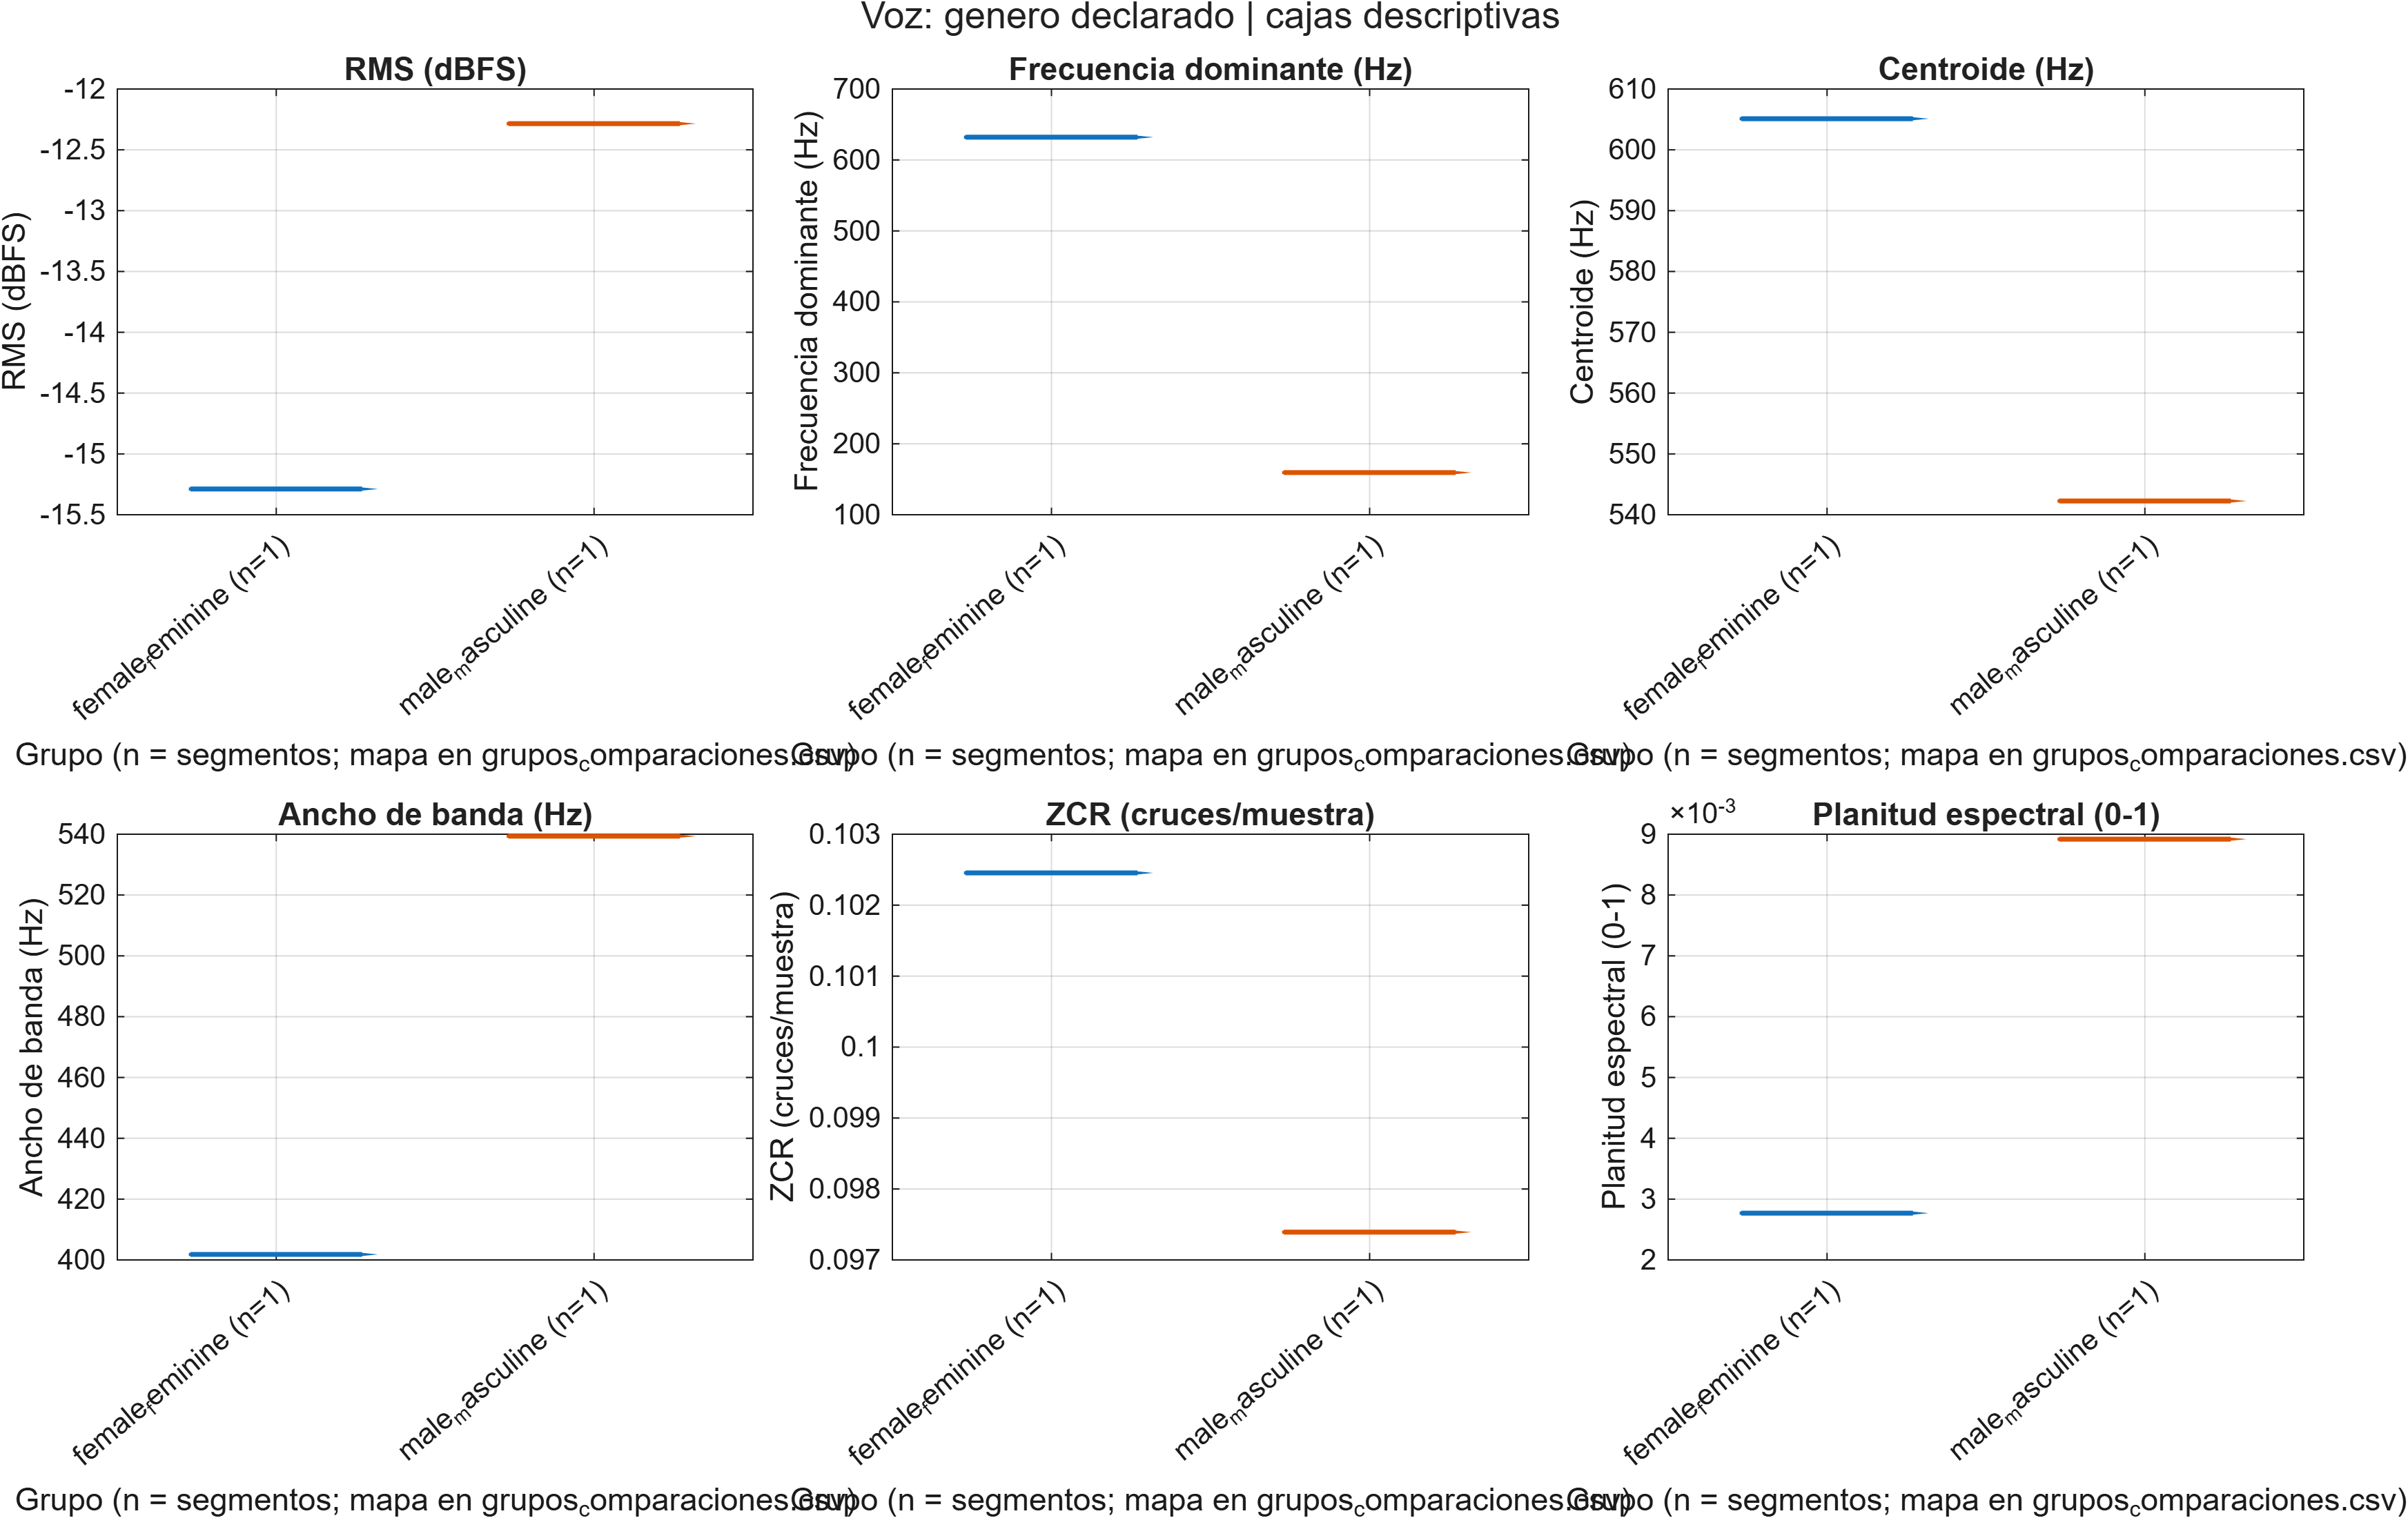 Voz: genero declarado | cajas descriptivas
RMS (dBFS)
RMS (dBFS)
-12
-12.5
-13
-13.5
-14
-14.5
-15
-15.5
female_feminine (n=1)
male_masculine (n=1)
Grupo (n = segmentos; mapa en grupos_comparaciones.csv)
Frecuencia dominante (Hz)
Frecuencia dominante (Hz)
700
600
500
400
300
200
100
female_feminine (n=1)
male_masculine (n=1)
Grupo (n = segmentos; mapa en grupos_comparaciones.csv)
Centroide (Hz)
Centroide (Hz)
610
600
590
580
570
560
550
540
female_feminine (n=1)
male_masculine (n=1)
Grupo (n = segmentos; mapa en grupos_comparaciones.csv)
Ancho de banda (Hz)
Ancho de banda (Hz)
540
520
500
480
460
440
420
400
female_feminine (n=1)
male_masculine (n=1)
Grupo (n = segmentos; mapa en grupos_comparaciones.csv)
ZCR (cruces/muestra)
ZCR (cruces/muestra)
0.103
0.102
0.101
0.1
0.099
0.098
0.097
female_feminine (n=1)
male_masculine (n=1)
Grupo (n = segmentos; mapa en grupos_comparaciones.csv)
Planitud espectral (0-1)
×10^-3
Planitud espectral (0-1)
9
8
7
6
5
4
3
2
female_feminine (n=1)
male_masculine (n=1)
Grupo (n = segmentos; mapa en grupos_comparaciones.csv)